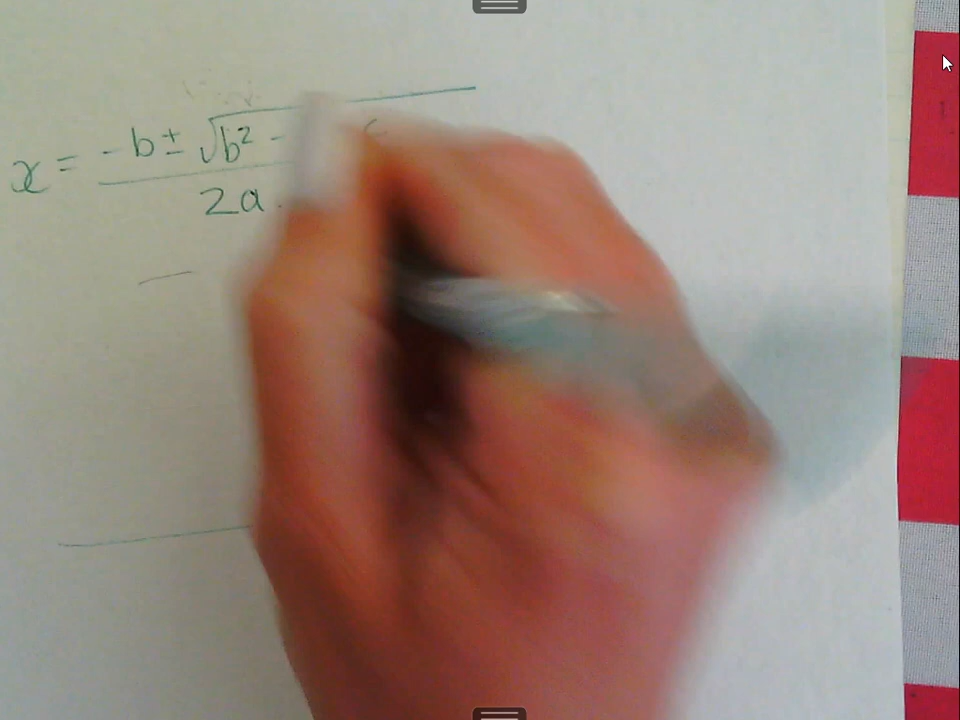 x = -b ± √b² -
2a